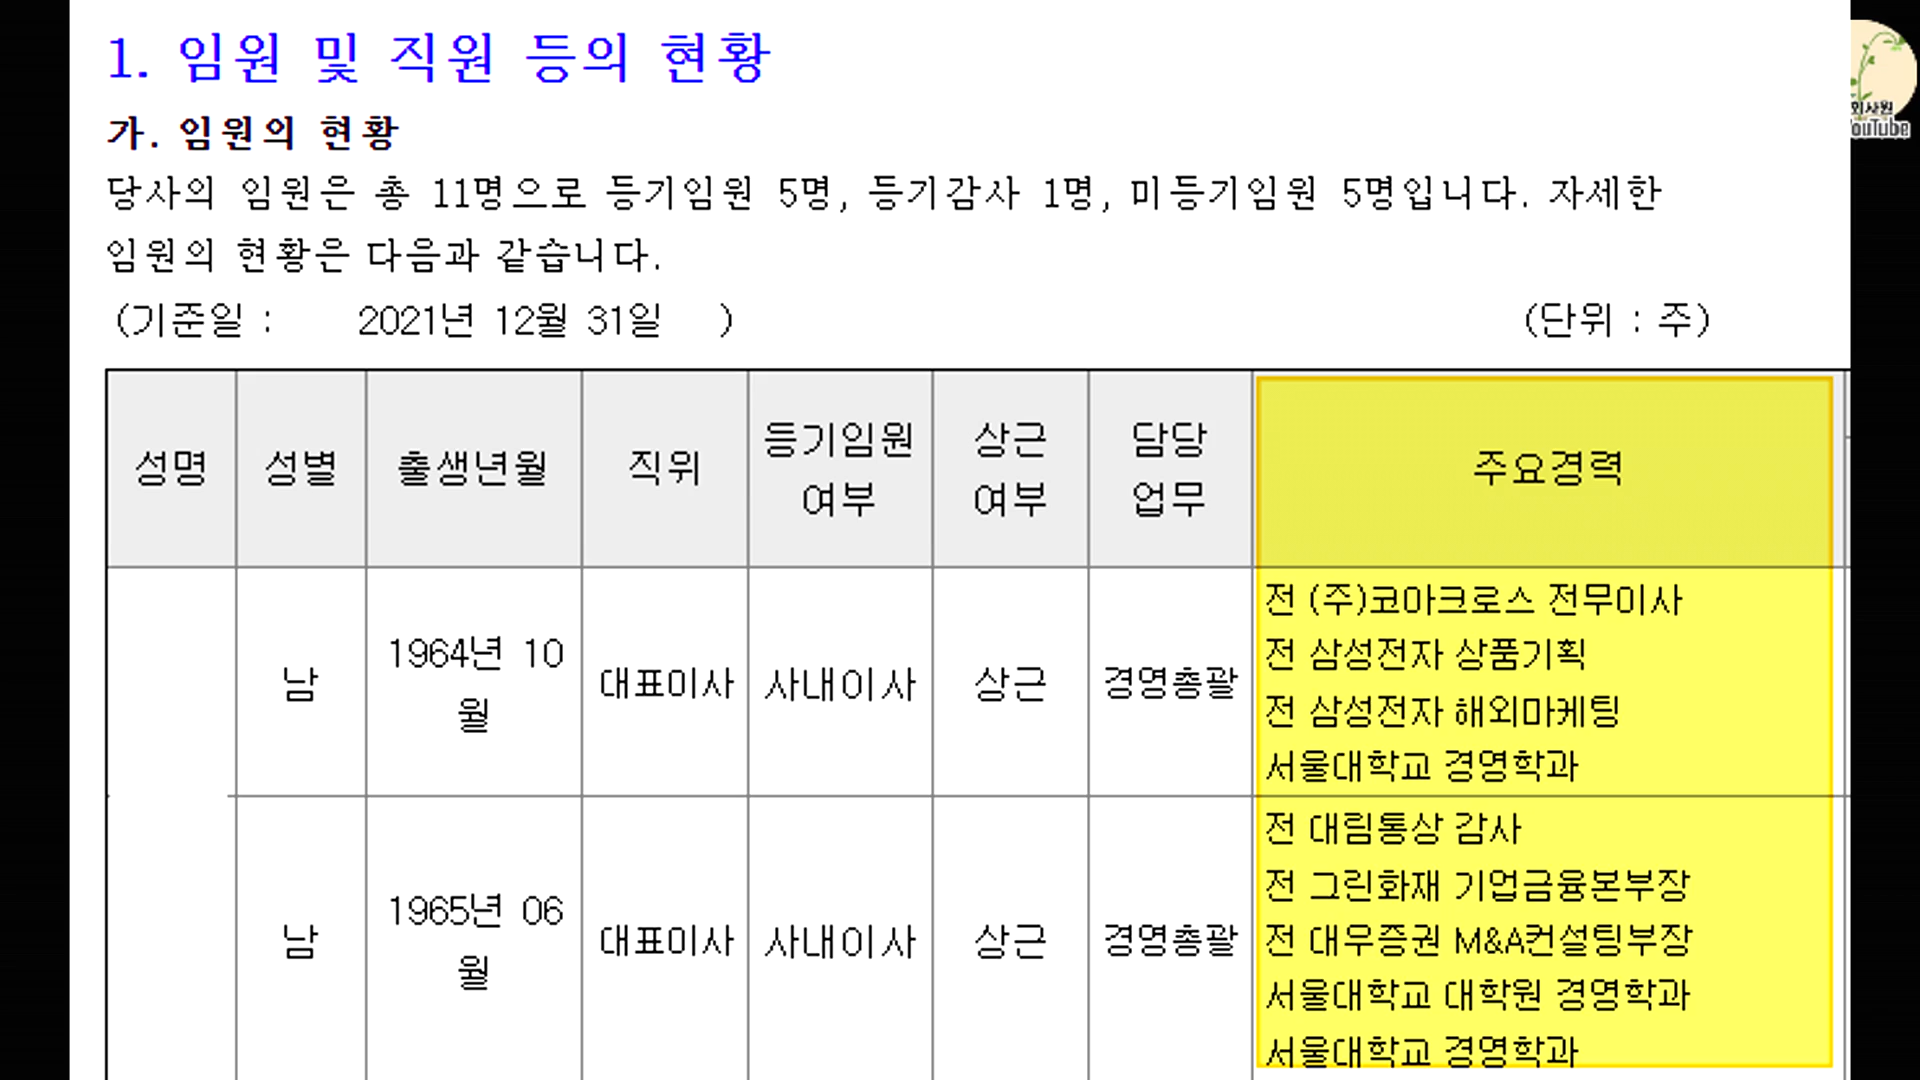 1. 임원 및 직원 등의 현황
가. 임원의 현황
당사의 임원은 총 11명으로 등기임원 5명, 등기감사 1명, 미등기임원 5명입니다. 자세한
임원의 현황은 다음과 같습니다.
(기준일 : 2021년 12월 31일 )
(단위 : 주)
성명
성별
출생년월
직위
등기임원
여부
상근
여부
담당
업무
주요경력
남
1964년 10
월
대표이사
사내이사
상근
경영총괄
전 (주)코아크로스 전무이사
전 삼성전자 상품기획
전 삼성전자 해외마케팅
서울대학교 경영학과
남
1965년 06
월
대표이사
사내이사
상근
경영총괄
전 대림통상 감사
전 그린화재 기업금융본부장
전 대우증권 M&A컨설팅부장
서울대학교 대학원 경영학과
서울대학교 경영학과
회사원
YouTube